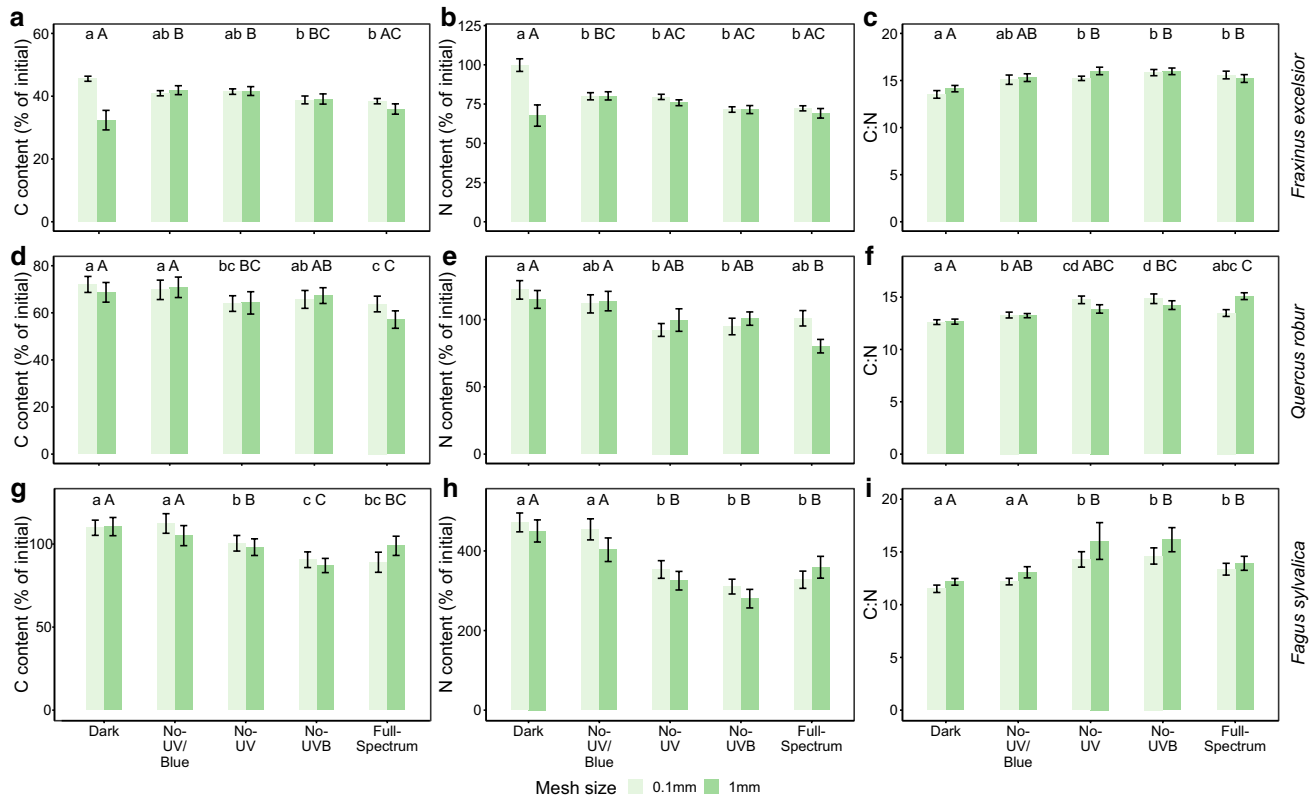 a
C content (% of initial)
60
40
20
0
a A
ab B
ab B
b BC
b AC
b
N content (% of initial)
125
100
75
50
25
0
a A
b BC
b AC
b AC
b AC
c
C:N
20
15
10
5
0
a A
ab AB
b B
b B
b B
Fraxinus excelsior
d
C content (% of initial)
80
60
40
20
0
a A
a A
bc BC
ab AB
c C
e
N content (% of initial)
100
50
0
a A
ab A
b AB
b AB
ab B
f
C:N
15
10
5
0
a A
b AB
cd ABC
d BC
abc C
Quercus robur
g
C content (% of initial)
100
50
0
a A
a A
b B
c C
bc BC
Dark
No-
UV/
Blue
No-
UV
No-
UVB
Full-
Spectrum
h
N content (% of initial)
400
200
0
a A
a A
b B
b B
b B
Dark
No-
UV/
Blue
No-
UV
No-
UVB
Full-
Spectrum
i
C:N
20
15
10
5
0
a A
a A
b B
b B
b B
Dark
No-
UV/
Blue
No-
UV
No-
UVB
Full-
Spectrum
Fagus sylvalica
Mesh size 0.1mm 1mm